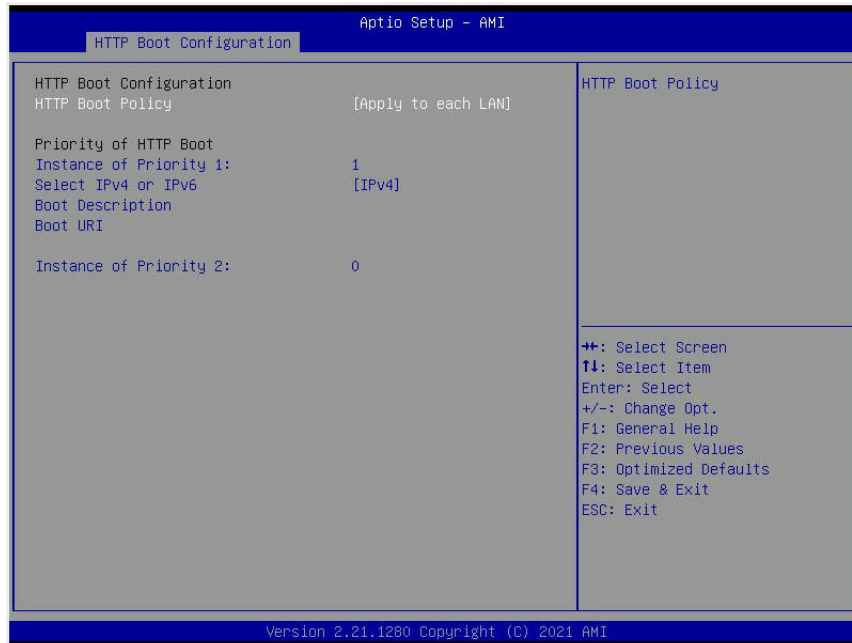 Aptio Setup - AMI
HTTP Boot Configuration
HTTP Boot Configuration
HTTP Boot Policy [Apply to each LAN]
Priority of HTTP Boot
Instance of Priority 1: 1
Select IPv4 or IPv6 [IPv4]
Boot Description
Boot URI
Instance of Priority 2: 0
HTTP Boot Policy
→←: Select Screen
↑↓: Select Item
Enter: Select
+/-: Change Opt.
F1: General Help
F2: Previous Values
F3: Optimized Defaults
F4: Save & Exit
ESC: Exit
Version 2.21.1280 Copyright (C) 2021 AMI